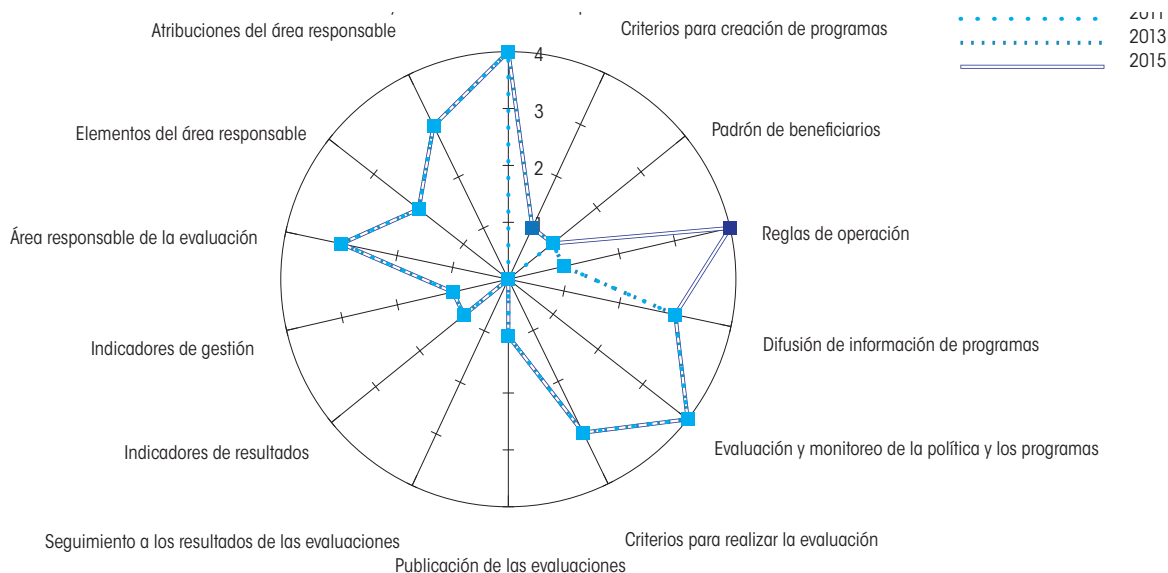 2011
Atribuciones del área responsable
Criterios para creación de programas
2013
2015
4
3
2
1
Elementos del área responsable
Padrón de beneficiarios
Área responsable de la evaluación
Reglas de operación
Indicadores de gestión
Difusión de información de programas
Indicadores de resultados
Evaluación y monitoreo de la política y los programas
Seguimiento a los resultados de las evaluaciones
Criterios para realizar la evaluación
Publicación de las evaluaciones